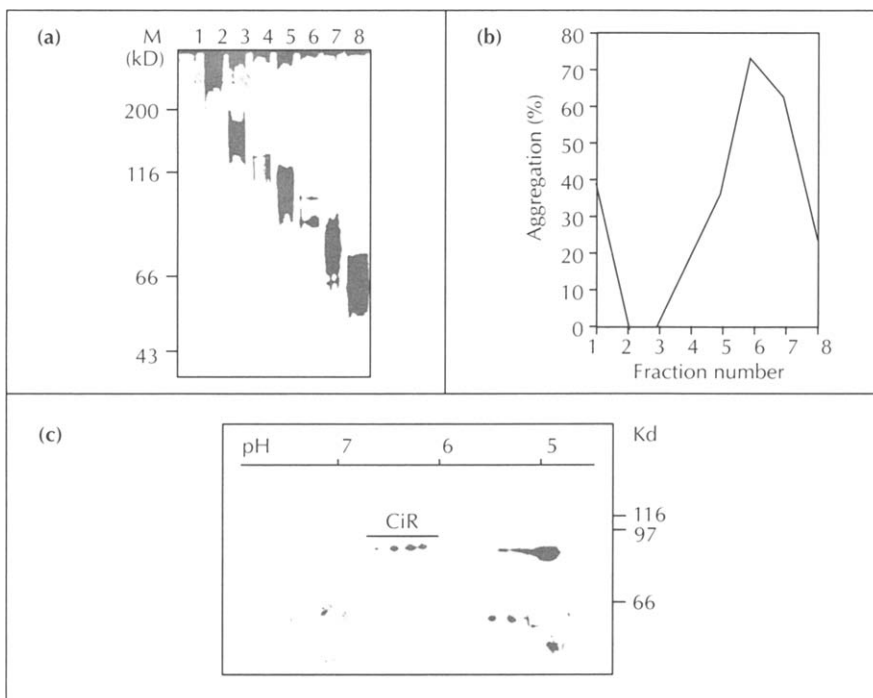 (a)
M
(kD)
1 2 3 4 5 6 7 8
200
116
66
43
(b)
Aggregation (%)
80
70
60
50
40
30
20
10
0
1 2 3 4 5 6 7 8
Fraction number
(c)
pH 7 6 5
Kd
CiR
116
97
66